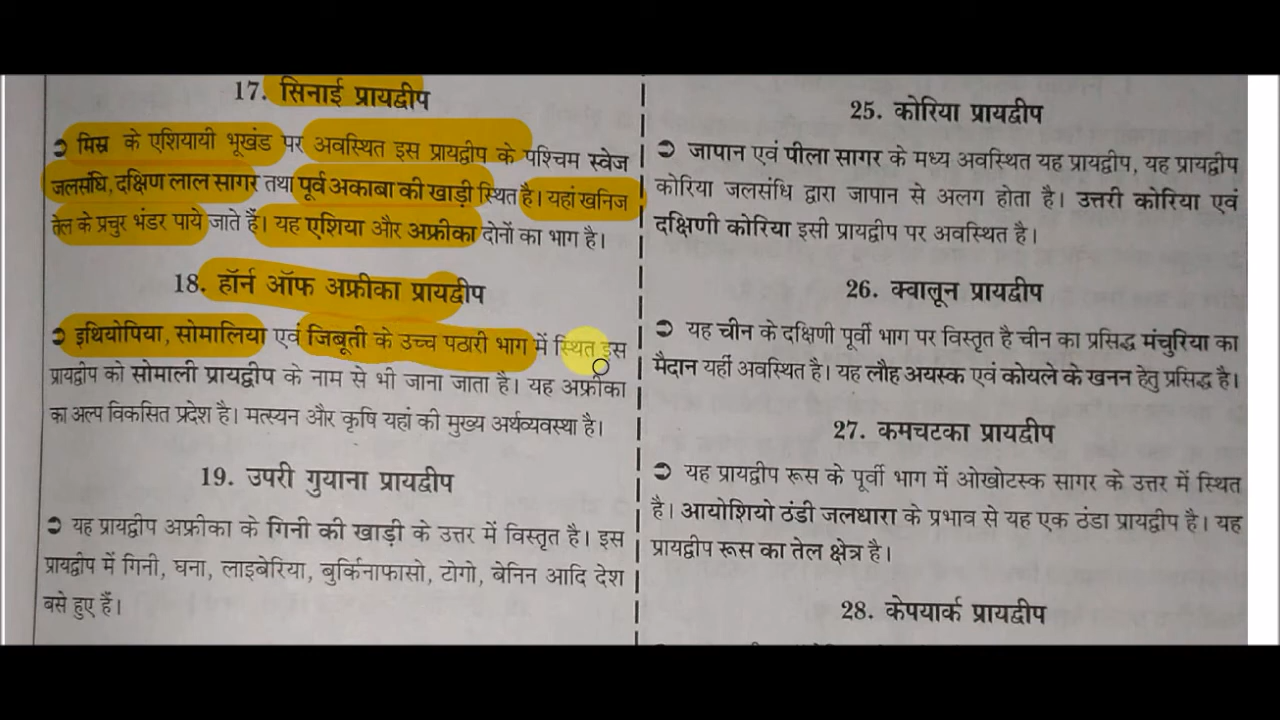 17. सिनाई प्रायद्वीप
➲ मिस्र के एशियायी भूखंड पर अवस्थित इस प्रायद्वीप के पश्चिम स्वेज
जलसंधि, दक्षिण लाल सागर तथा पूर्व अकाबा की खाड़ी स्थित है। यहां खनिज
तेल के प्रचुर भंडर पाये जाते हैं। यह एशिया और अफ्रीका दोनों का भाग है।
18. हॉर्न ऑफ अफ्रीका प्रायद्वीप
➲ इथियोपिया, सोमालिया एवं जिबूती के उच्च पठारी भाग में स्थित इस
प्रायद्वीप को सोमाली प्रायद्वीप के नाम से भी जाना जाता है। यह अफ्रीका
का अल्प विकसित प्रदेश है। मत्स्यन और कृषि यहां की मुख्य अर्थव्यवस्था है।
19. उपरी गुयाना प्रायद्वीप
➲ यह प्रायद्वीप अफ्रीका के गिनी की खाड़ी के उत्तर में विस्तृत है। इस
प्रायद्वीप में गिनी, घना, लाइबेरिया, बुर्किनाफासो, टोगो, बेनिन आदि देश
बसे हुए हैं।
25. कोरिया प्रायद्वीप
➲ जापान एवं पीला सागर के मध्य अवस्थित यह प्रायद्वीप, यह प्रायद्वीप
कोरिया जलसंधि द्वारा जापान से अलग होता है। उत्तरी कोरिया एवं
दक्षिणी कोरिया इसी प्रायद्वीप पर अवस्थित है।
26. क्वालून प्रायद्वीप
➲ यह चीन के दक्षिणी पूर्वी भाग पर विस्तृत है चीन का प्रसिद्ध मंचुरिया का
मैदान यहीं अवस्थित है। यह लौह अयस्क एवं कोयले के खनन हेतु प्रसिद्ध है।
27. कमचटका प्रायद्वीप
➲ यह प्रायद्वीप रूस के पूर्वी भाग में ओखोटस्क सागर के उत्तर में स्थित
है। आयोशियो ठंडी जलधारा के प्रभाव से यह एक ठंडा प्रायद्वीप है। यह
प्रायद्वीप रूस का तेल क्षेत्र है।
28. केपयार्क प्रायद्वीप